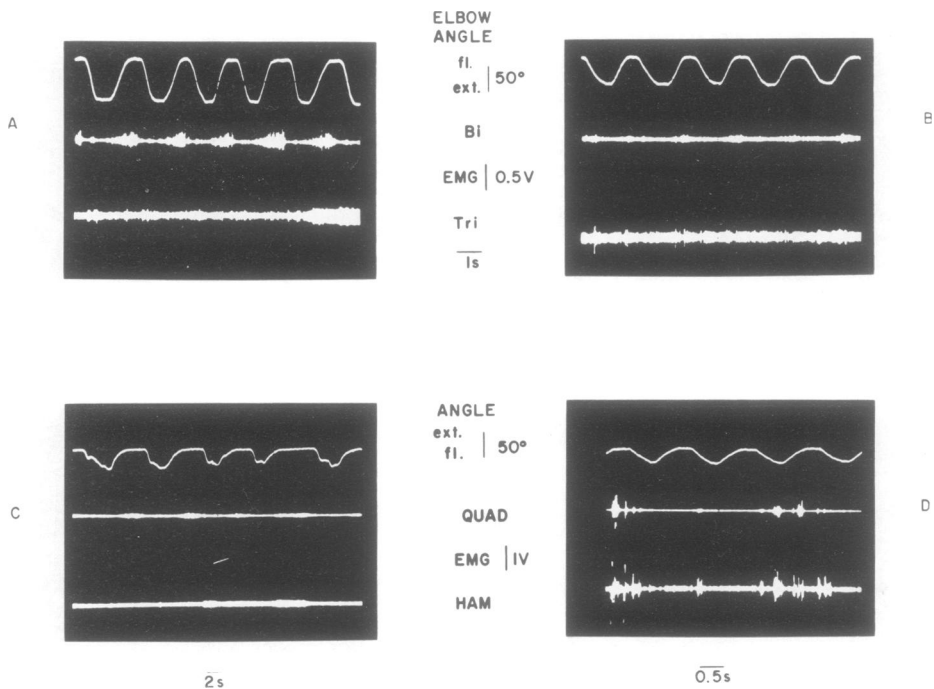 ELBOW
ANGLE
fl.
ext. 50°
A
B
Bi
EMG 0.5V
Tri
1s
ANGLE
ext.
fl. 50°
C
D
QUAD
EMG 1V
HAM
2s
0.5s